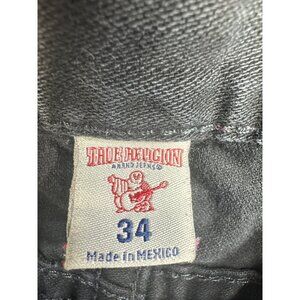 TRUE RELIGION
BRAND JEANS
34
Made in MEXICO